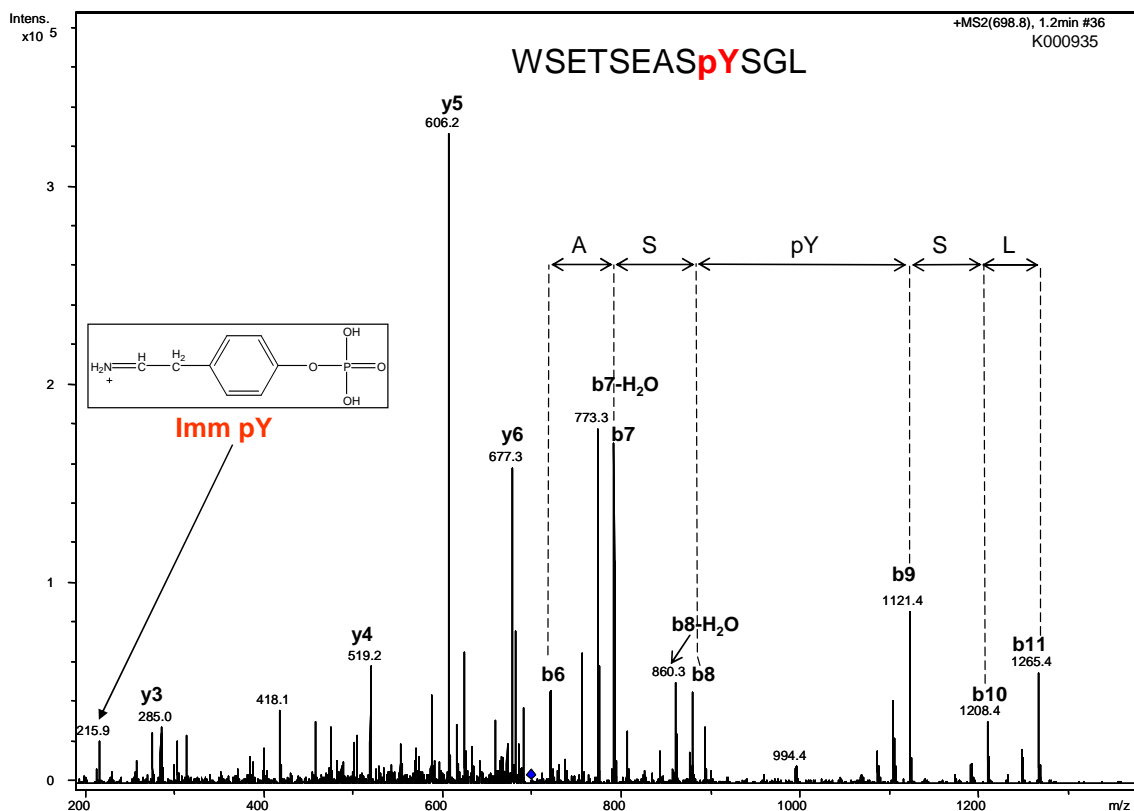 Intens.
x10 5
+MS2(698.8), 1.2min #36
K000935
WSETSEASpYSGL
y5
606.2
3
A
S
pY
S
L
OH
H2N
+
C
H
H2
C
O
P
O
OH
2
b7-H2O
773.3
b7
Imm pY
y6
677.3
1
b9
1121.4
b8-H2O
860.3
b8
y4
519.2
b11
1265.4
b6
b10
1208.4
y3
285.0
418.1
215.9
994.4
0
200
400
600
800
1000
1200
m/z